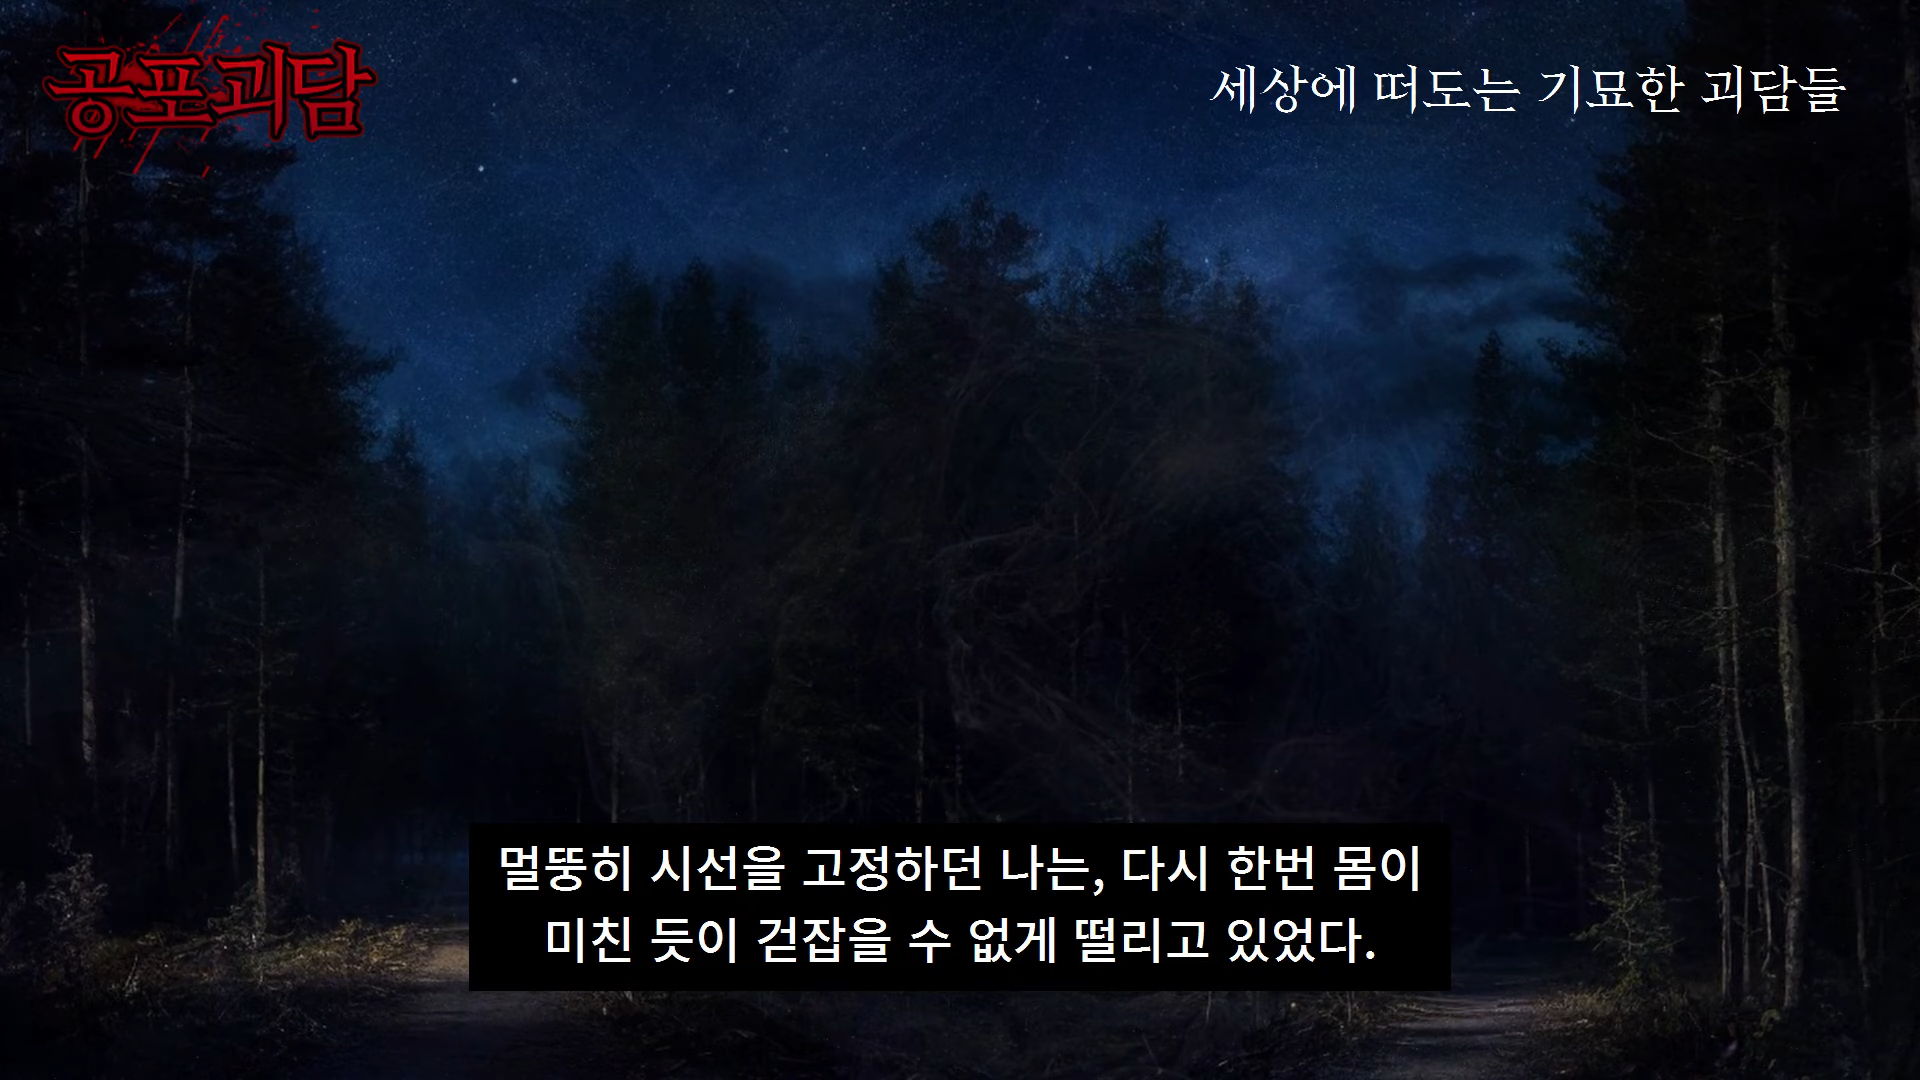 공포괴담
세상에 떠도는 기묘한 괴담들
멀뚱히 시선을 고정하던 나는, 다시 한번 몸이
미친 듯이 걷잡을 수 없게 떨리고 있었다.